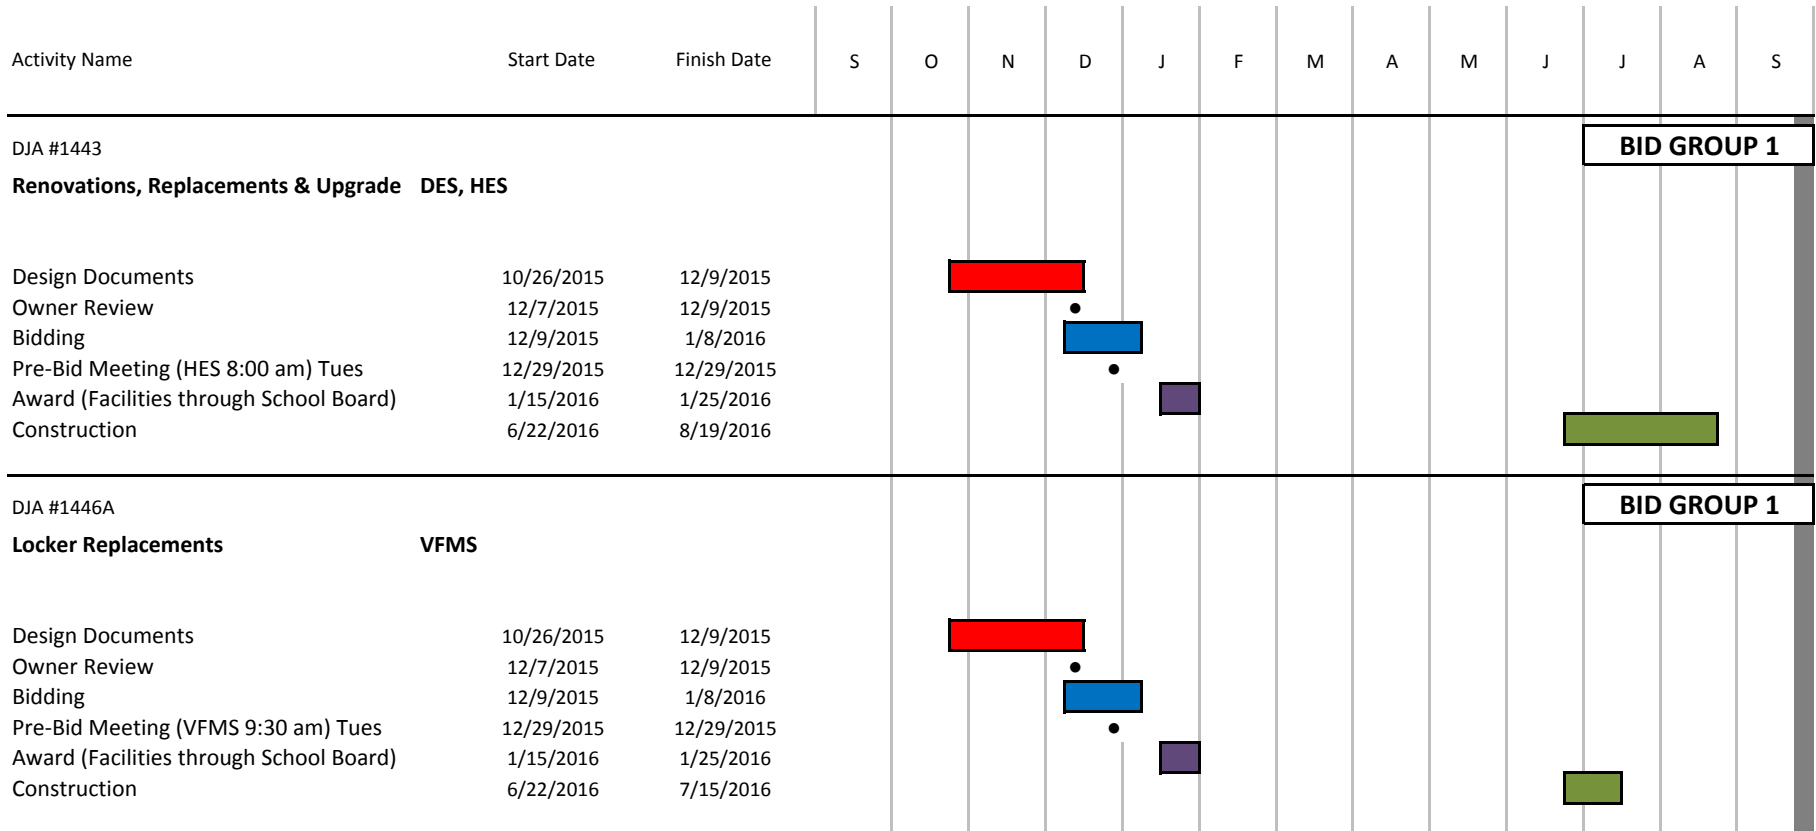 Activity Name Start Date Finish Date S O N D J F M A M J J A S
DJA #1443 BID GROUP 1
Renovations, Replacements & Upgrade DES, HES
Design Documents 10/26/2015 12/9/2015
Owner Review 12/7/2015 12/9/2015
Bidding 12/9/2015 1/8/2016
Pre-Bid Meeting (HES 8:00 am) Tues 12/29/2015 12/29/2015
Award (Facilities through School Board) 1/15/2016 1/25/2016
Construction 6/22/2016 8/19/2016
DJA #1446A BID GROUP 1
Locker Replacements VFMS
Design Documents 10/26/2015 12/9/2015
Owner Review 12/7/2015 12/9/2015
Bidding 12/9/2015 1/8/2016
Pre-Bid Meeting (VFMS 9:30 am) Tues 12/29/2015 12/29/2015
Award (Facilities through School Board) 1/15/2016 1/25/2016
Construction 6/22/2016 7/15/2016